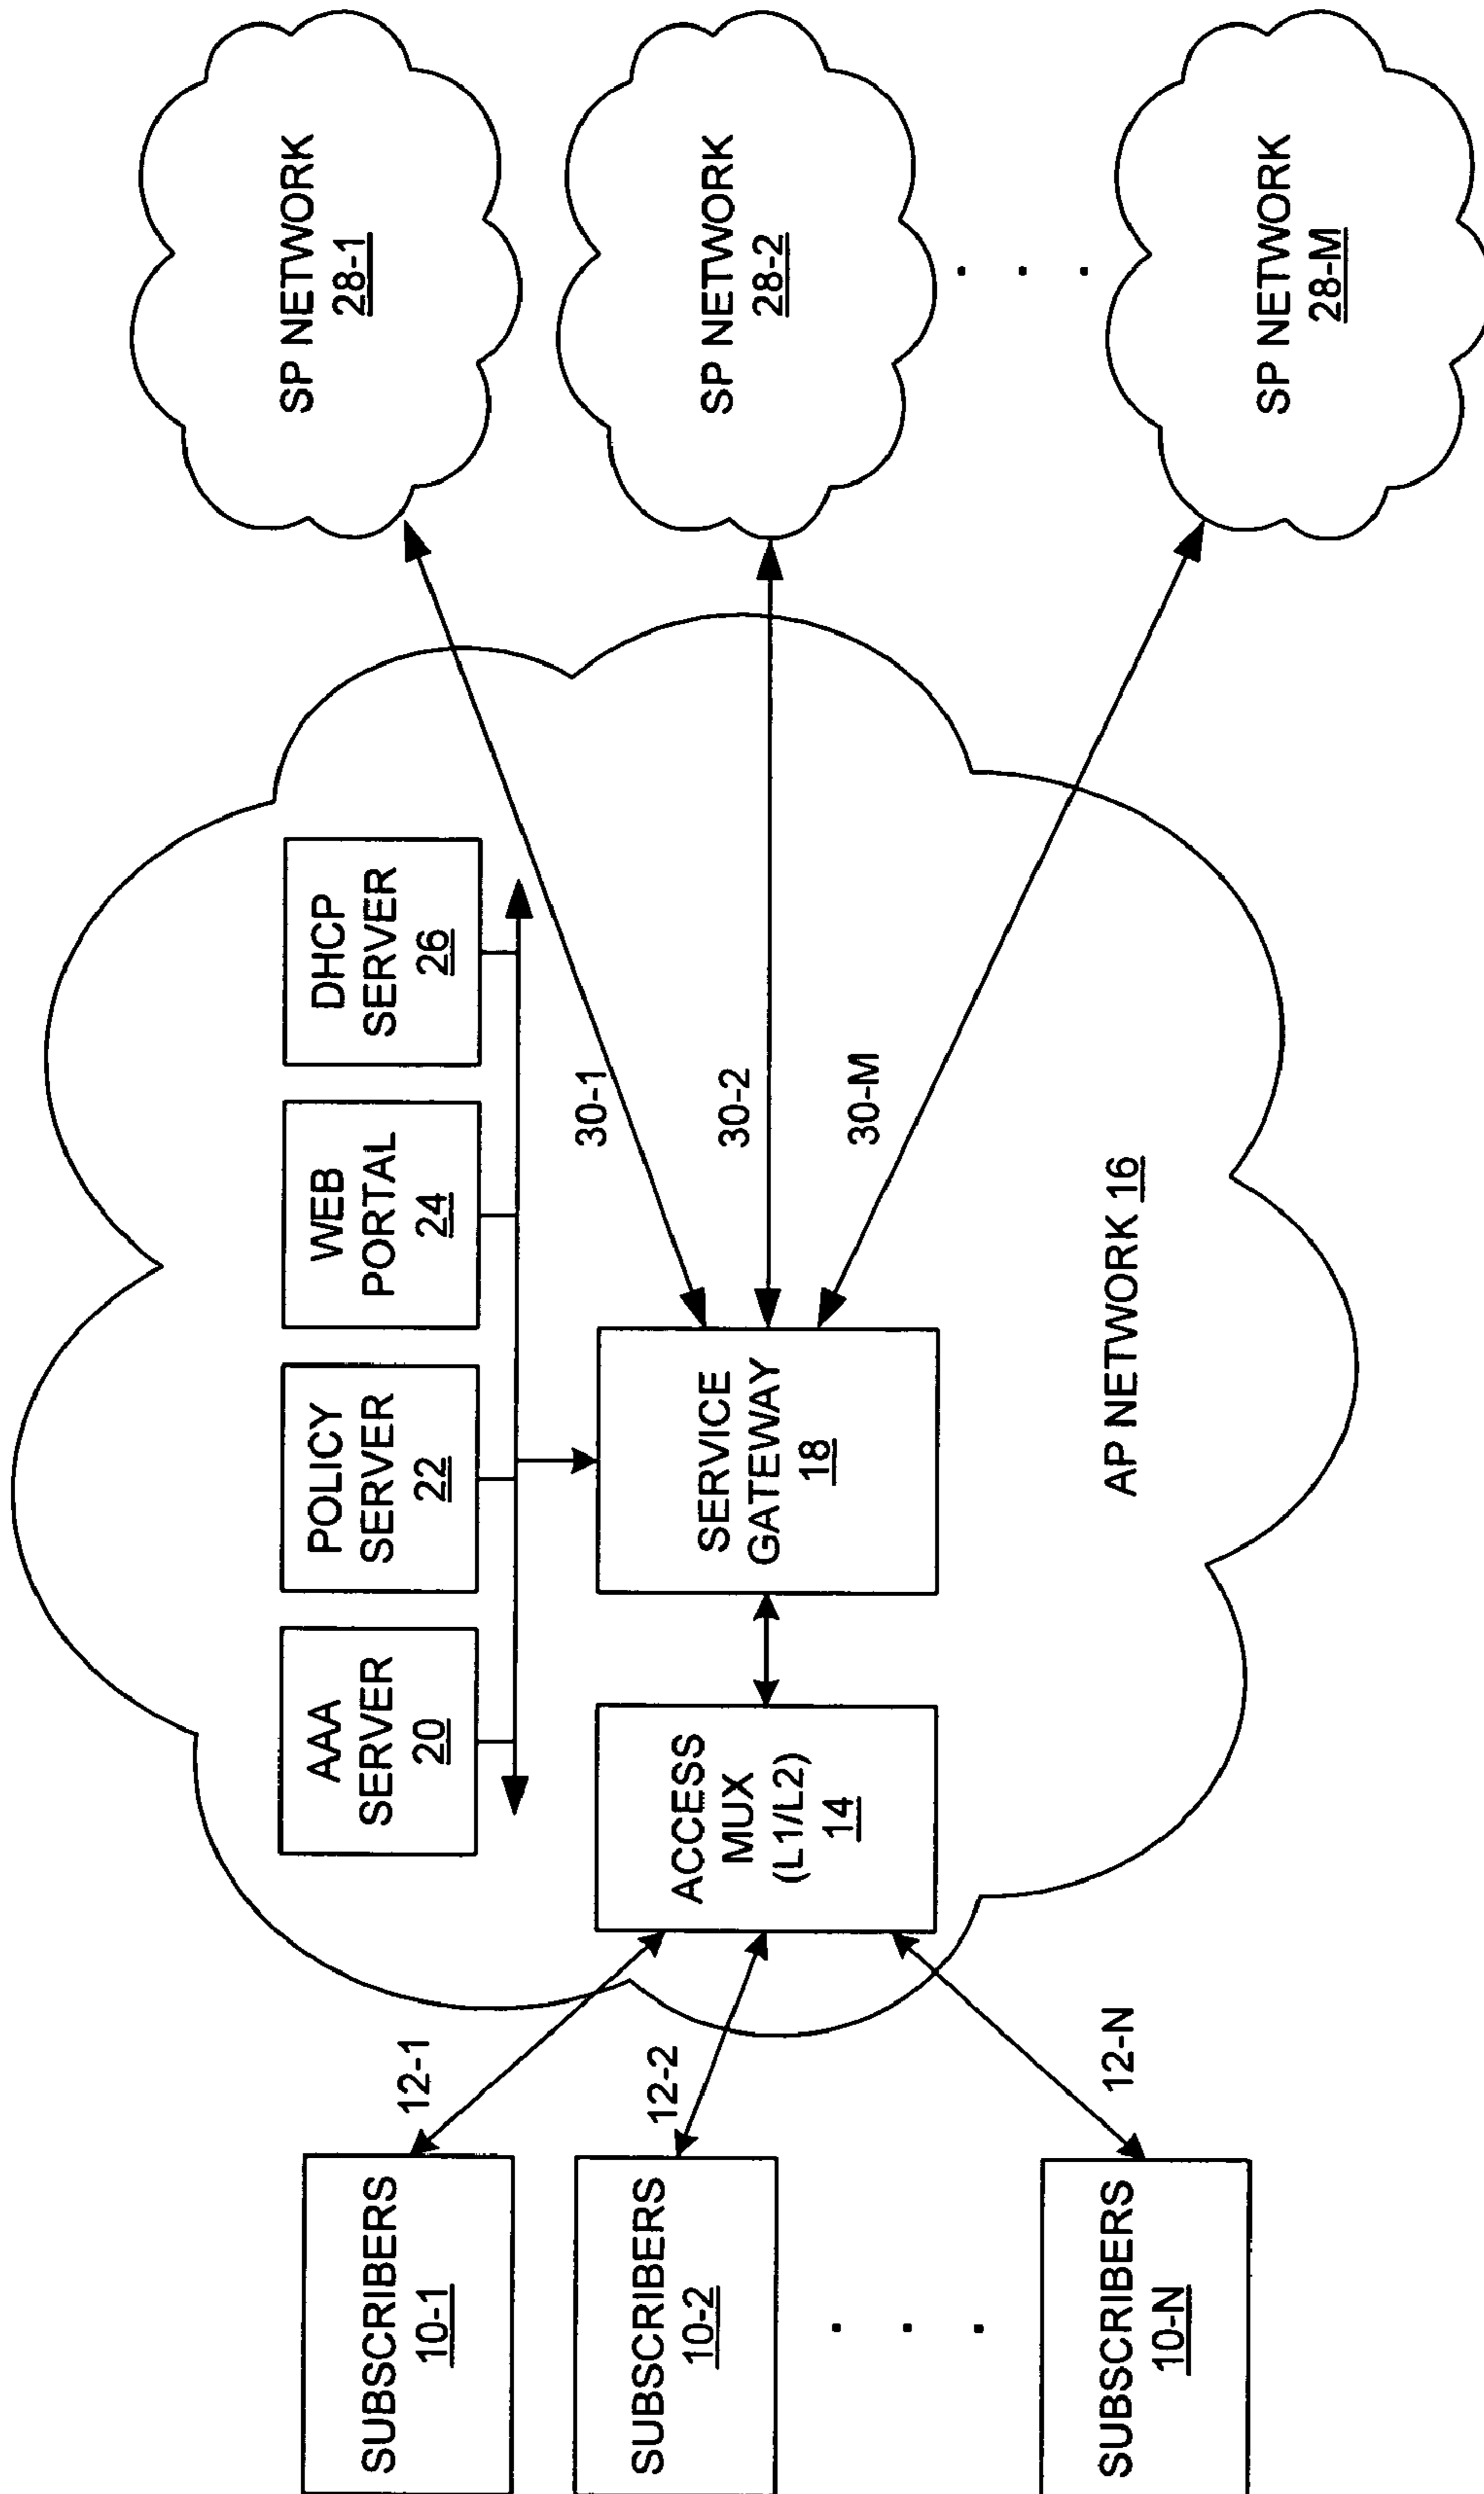 SUBSCRIBERS
10-1
SUBSCRIBERS
10-2
SUBSCRIBERS
10-N
12-1
12-2
12-N
AAA
SERVER
20
POLICY
SERVER
22
WEB
PORTAL
24
DHCP
SERVER
26
ACCESS
MUX
(L1/L2)
14
SERVICE
GATEWAY
18
AP NETWORK 16
30-1
30-2
30-M
SP NETWORK
28-1
SP NETWORK
28-2
SP NETWORK
28-M